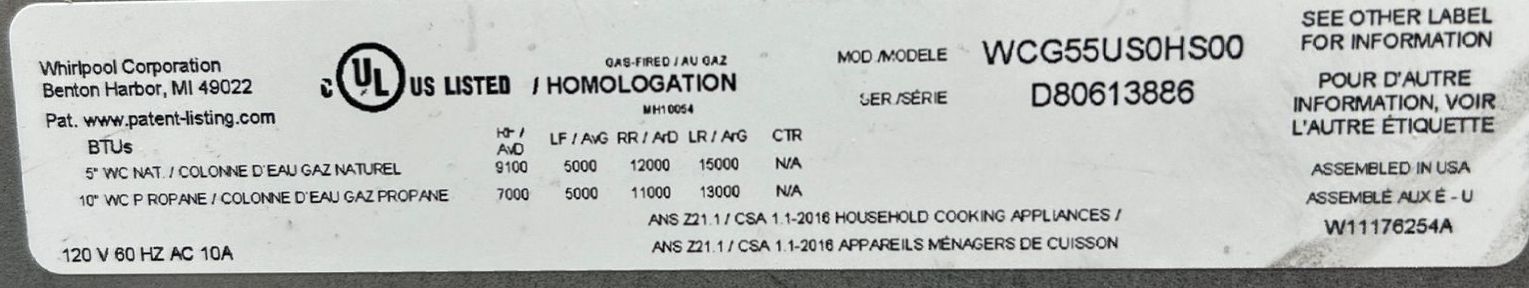 Whirlpool Corporation
Benton Harbor, MI 49022
Pat. www.patent-listing.com
C UL US LISTED / HOMOLOGATION
GAS-FIRED / AU GAZ
MH10054
MOD /MODELE WCG55US0HS00
SER /SÉRIE D80613886
SEE OTHER LABEL
FOR INFORMATION
POUR D'AUTRE
INFORMATION, VOIR
L'AUTRE ÉTIQUETTE
ASSEMBLED IN USA
ASSEMBLÉ AUX É - U
W11176254A
BTUs RF / AVD LF / AvG RR / ArD LR / ArG CTR
5" WC NAT. / COLONNE D'EAU GAZ NATUREL 9100 5000 12000 15000 N/A
10" WC P ROPANE / COLONNE D'EAU GAZ PROPANE 7000 5000 11000 13000 N/A
ANS Z21.1 / CSA 1.1-2016 HOUSEHOLD COOKING APPLIANCES /
ANS Z21.1 / CSA 1.1-2016 APPAREILS MÉNAGERS DE CUISSON
120 V 60 HZ AC 10A